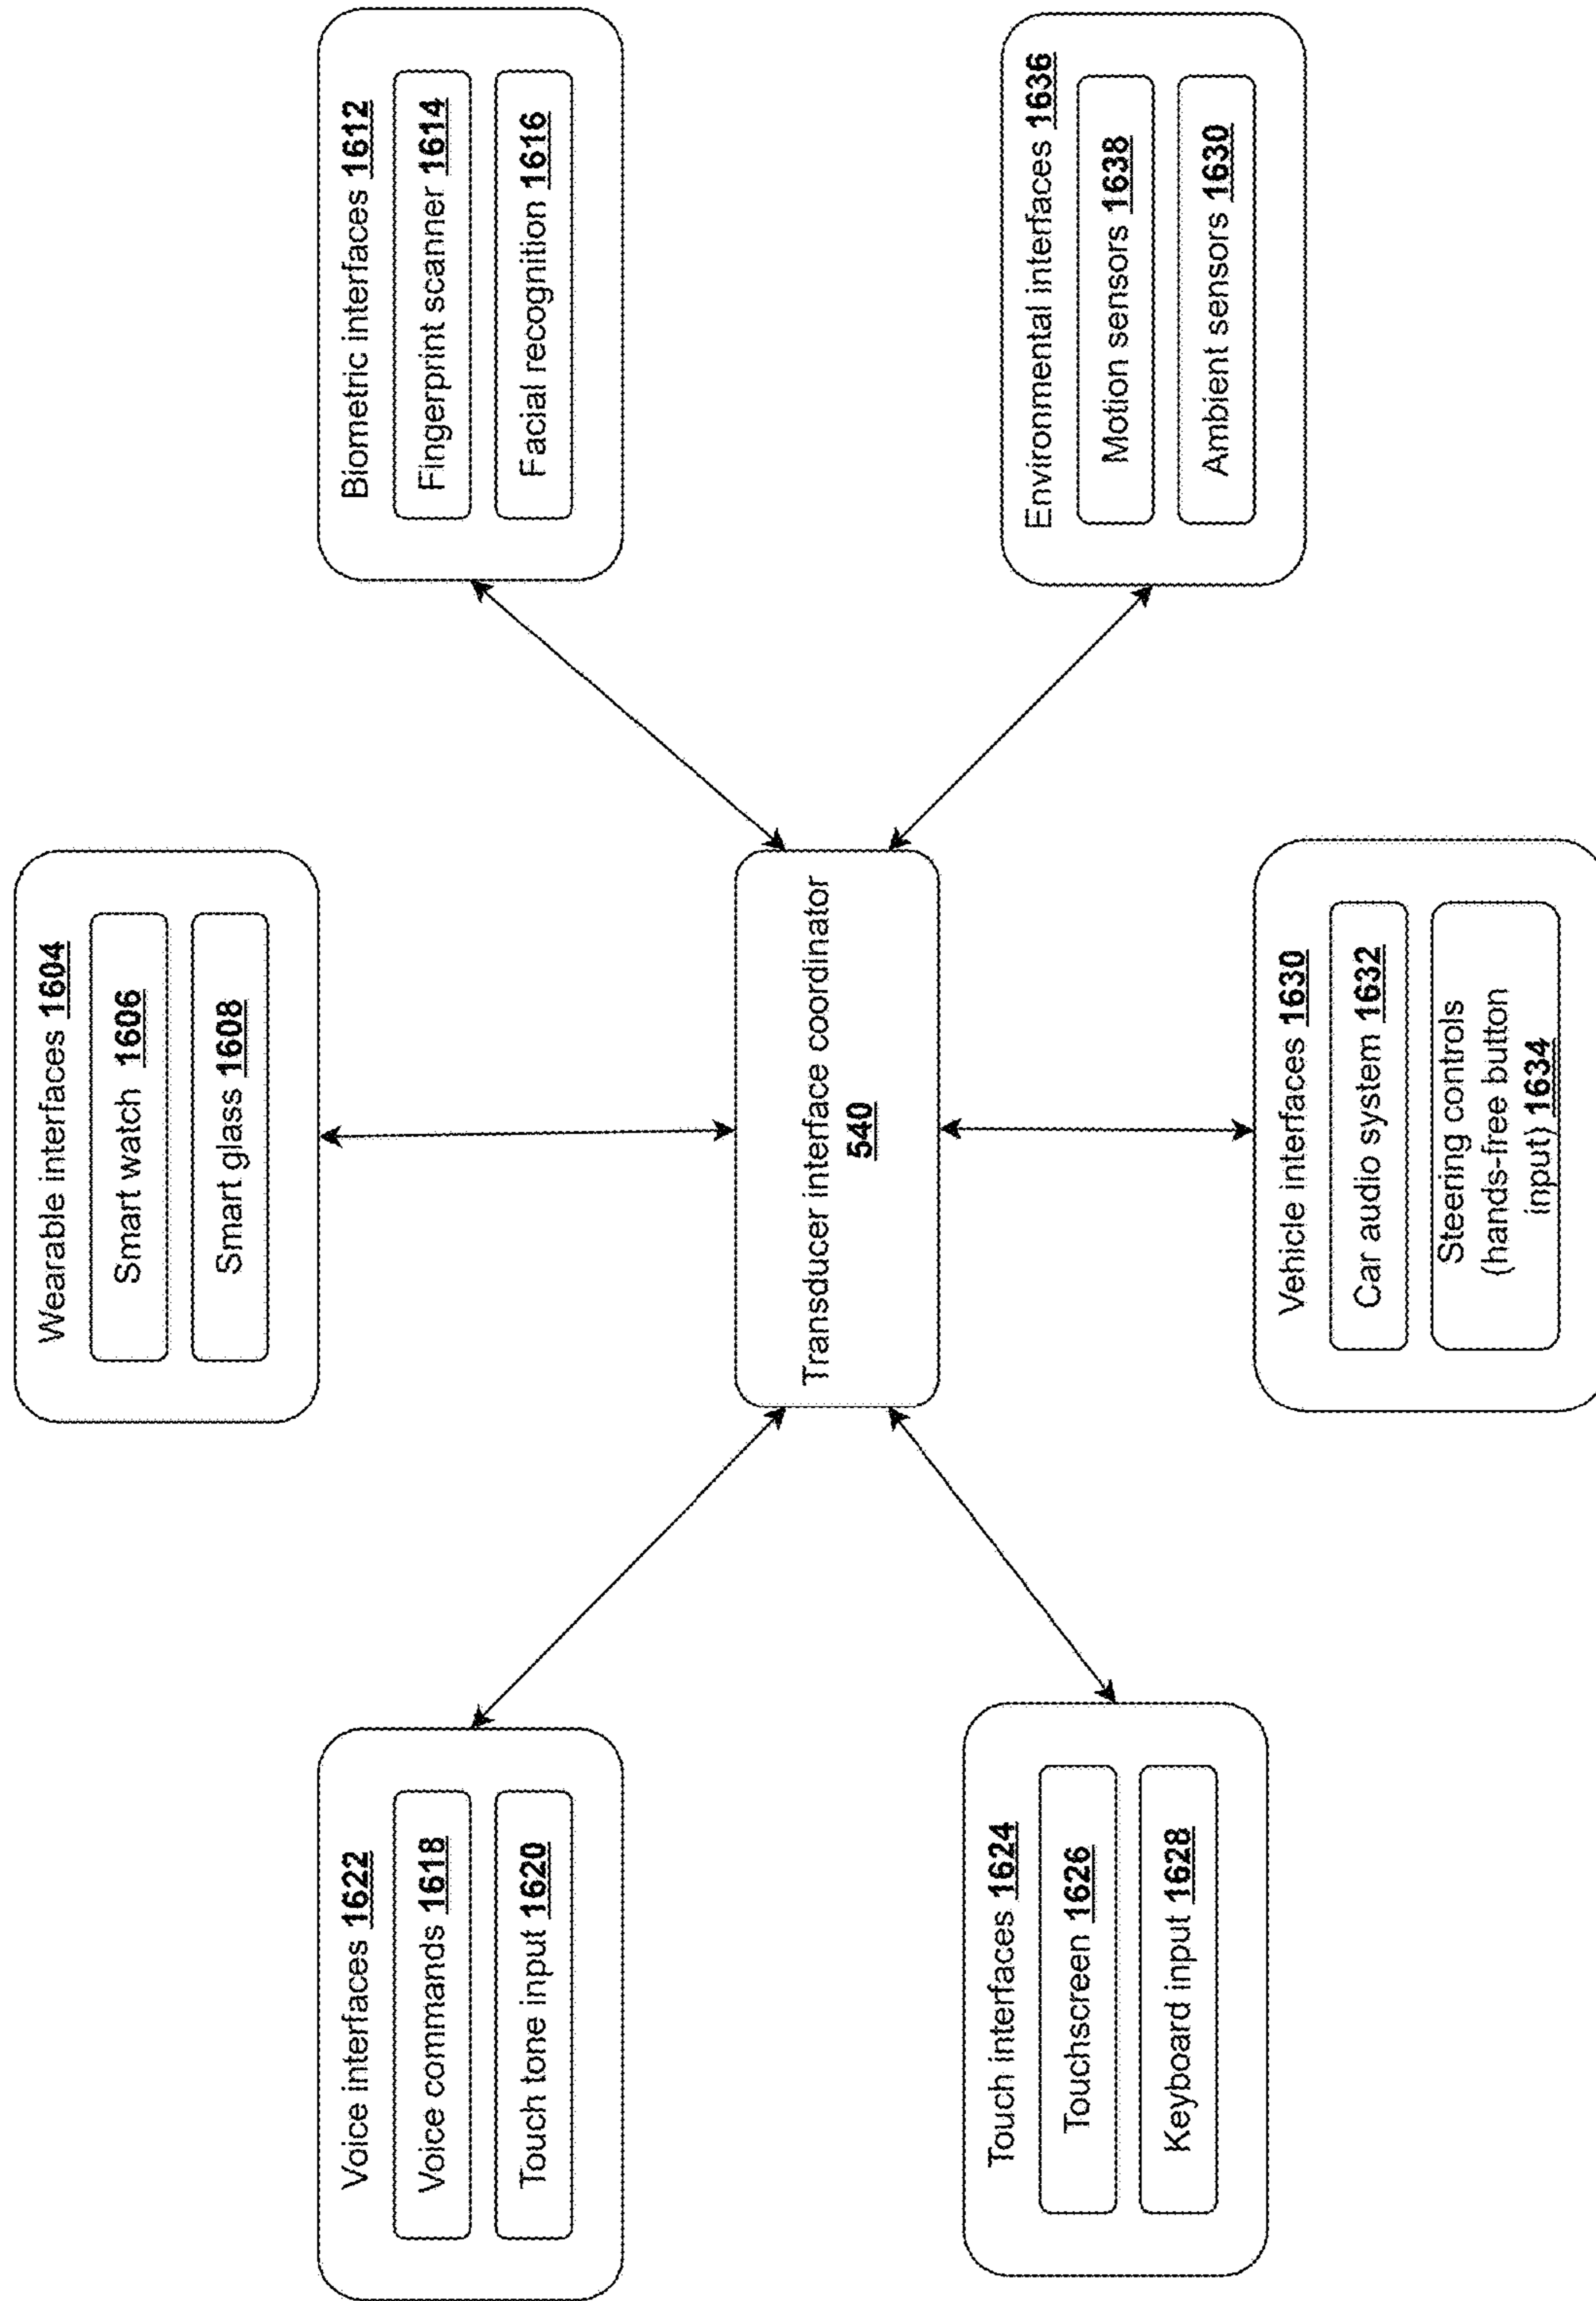 Wearable interfaces 1604
Smart watch 1606
Smart glass 1608
Voice interfaces 1622
Voice commands 1618
Touch tone input 1620
Biometric interfaces 1612
Fingerprint scanner 1614
Facial recognition 1616
Transducer interface coordinator
540
Touch interfaces 1624
Touchscreen 1626
Keyboard input 1628
Environmental interfaces 1636
Motion sensors 1638
Ambient sensors 1630
Vehicle interfaces 1630
Car audio system 1632
Steering controls
(hands-free button
input) 1634